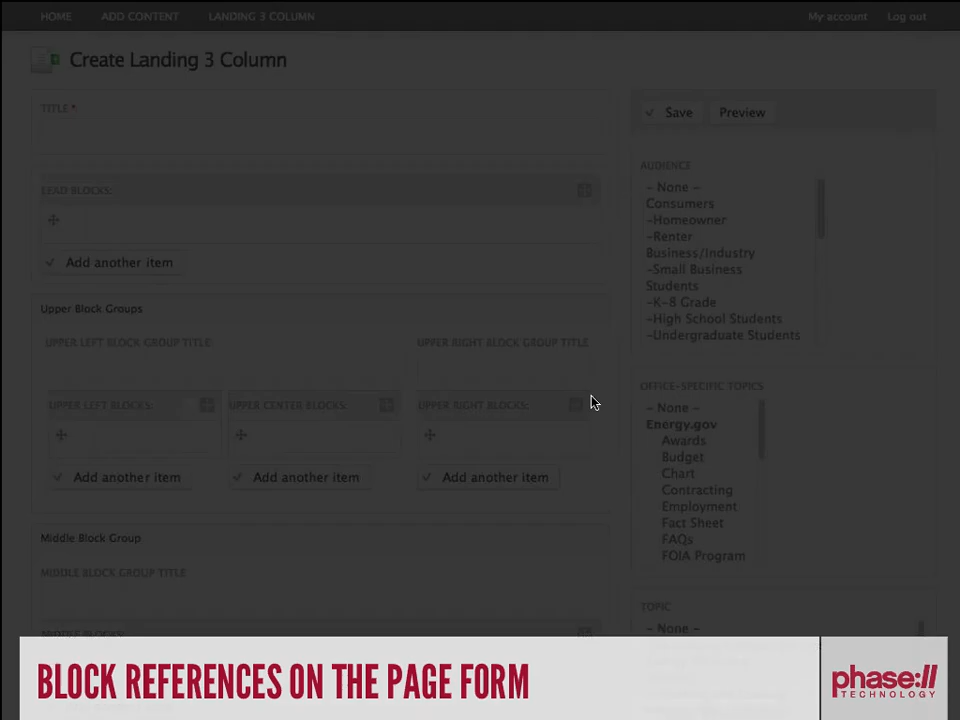 HOME ADD CONTENT LANDING 3 COLUMN My account Log out
Create Landing 3 Column
TITLE *
Save Preview
LEAD BLOCKS:
Add another item
AUDIENCE
- None -
Consumers
-Homeowner
-Renter
Business/Industry
-Small Business
Students
-K-8 Grade
-High School Students
-Undergraduate Students
Upper Block Groups
UPPER LEFT BLOCK GROUP TITLE UPPER RIGHT BLOCK GROUP TITLE
UPPER LEFT BLOCKS: UPPER CENTER BLOCKS: UPPER RIGHT BLOCKS:
Add another item Add another item Add another item
OFFICE-SPECIFIC TOPICS
- None -
Energy.gov
Awards
Budget
Chart
Contracting
Employment
Fact Sheet
FAQs
FOIA Program
Middle Block Group
MIDDLE BLOCK GROUP TITLE
MIDDLE BLOCKS:
TOPIC
- None -
BLOCK REFERENCES ON THE PAGE FORM
phase:ll
TECHNOLOGY